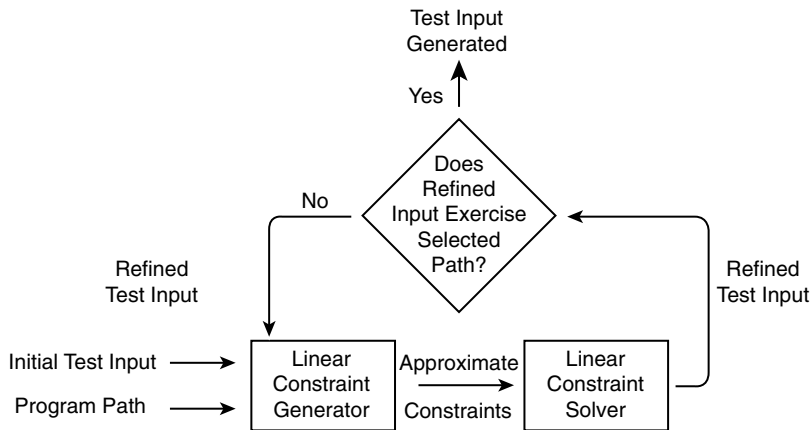 Test Input
Generated
Yes
Does
Refined
Input Exercise
Selected
Path?
No
Refined
Test Input
Refined
Test Input
Initial Test Input
Program Path
Linear
Constraint
Generator
Approximate
Constraints
Linear
Constraint
Solver